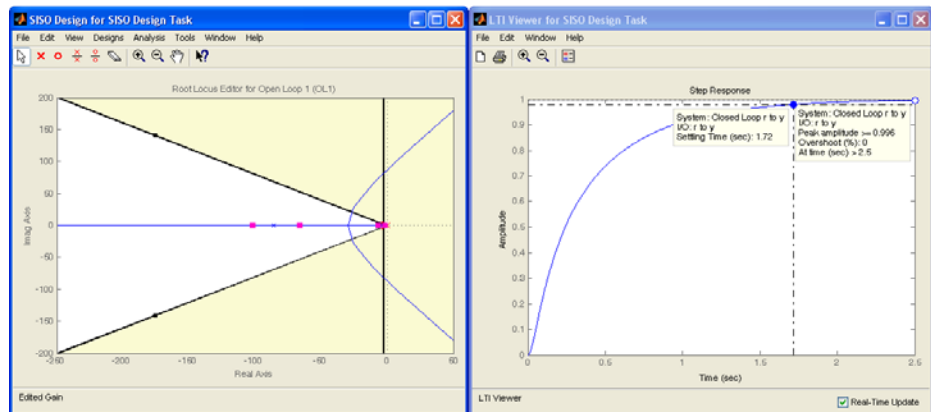 SISO Design for SISO Design Task
File Edit View Designs Analysis Tools Window Help
Root Locus Editor for Open Loop 1 (OL1)
200
150
100
50
0
-50
-100
-150
-200
Imag Axis
-250 -200 -150 -100 -50 0 50
Real Axis
Edited Gain
LTI Viewer for SISO Design Task
File Edit Window Help
Step Response
1
0.9
0.8
0.7
0.6
0.5
0.4
0.3
0.2
0.1
0
Amplitude
System: Closed Loop r to y
I/O: r to y
Settling Time (sec): 1.72
System: Closed Loop r to y
I/O: r to y
Peak amplitude >= 0.996
Overshoot (%): 0
At time (sec) > 2.5
0 0.5 1 1.5 2 2.5
Time (sec)
LTI Viewer
Real-Time Update